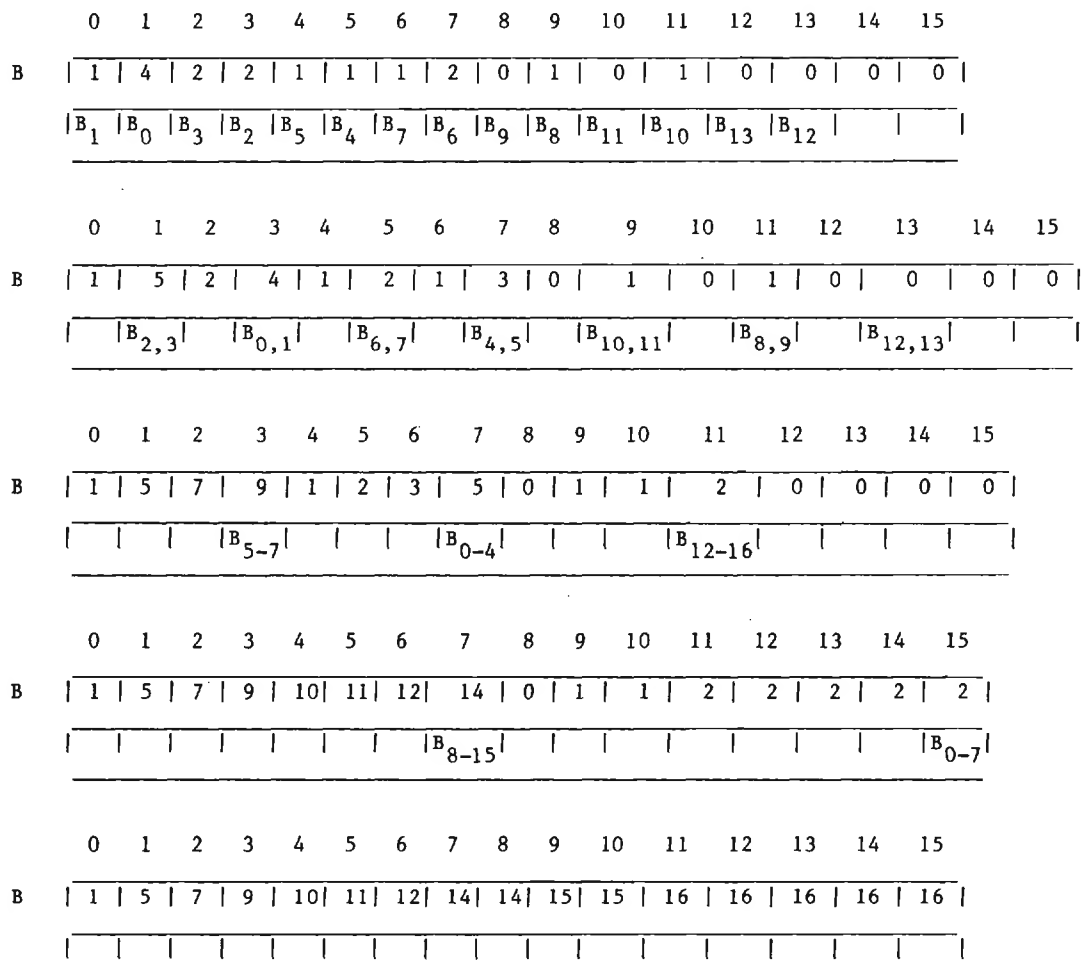 0 1 2 3 4 5 6 7 8 9 10 11 12 13 14 15
B | 1 | 4 | 2 | 2 | 1 | 1 | 1 | 2 | 0 | 1 | 0 | 1 | 0 | 0 | 0 | 0 |
|B1 |B0 |B3 |B2 |B5 |B4 |B7 |B6 |B9 |B8 |B11 |B10 |B13 |B12 | | |
0 1 2 3 4 5 6 7 8 9 10 11 12 13 14 15
B | 1 | 5 | 2 | 4 | 1 | 2 | 1 | 3 | 0 | 1 | 0 | 1 | 0 | 0 | 0 | 0 |
| |B2,3| |B0,1| |B6,7| |B4,5| |B10,11| |B8,9| |B12,13| | |
0 1 2 3 4 5 6 7 8 9 10 11 12 13 14 15
B | 1 | 5 | 7 | 9 | 1 | 2 | 3 | 5 | 0 | 1 | 1 | 2 | 0 | 0 | 0 | 0 |
| | | |B5-7| | | |B0-4| | | |B12-16| | | | |
0 1 2 3 4 5 6 7 8 9 10 11 12 13 14 15
B | 1 | 5 | 7 | 9 | 10| 11| 12| 14 | 0 | 1 | 1 | 2 | 2 | 2 | 2 | 2 |
| | | | | | | |B8-15| | | | | | | |B0-7|
0 1 2 3 4 5 6 7 8 9 10 11 12 13 14 15
B | 1 | 5 | 7 | 9 | 10| 11| 12| 14| 14| 15| 15 | 16 | 16 | 16 | 16 | 16 |
| | | | | | | | | | | | | | | | |